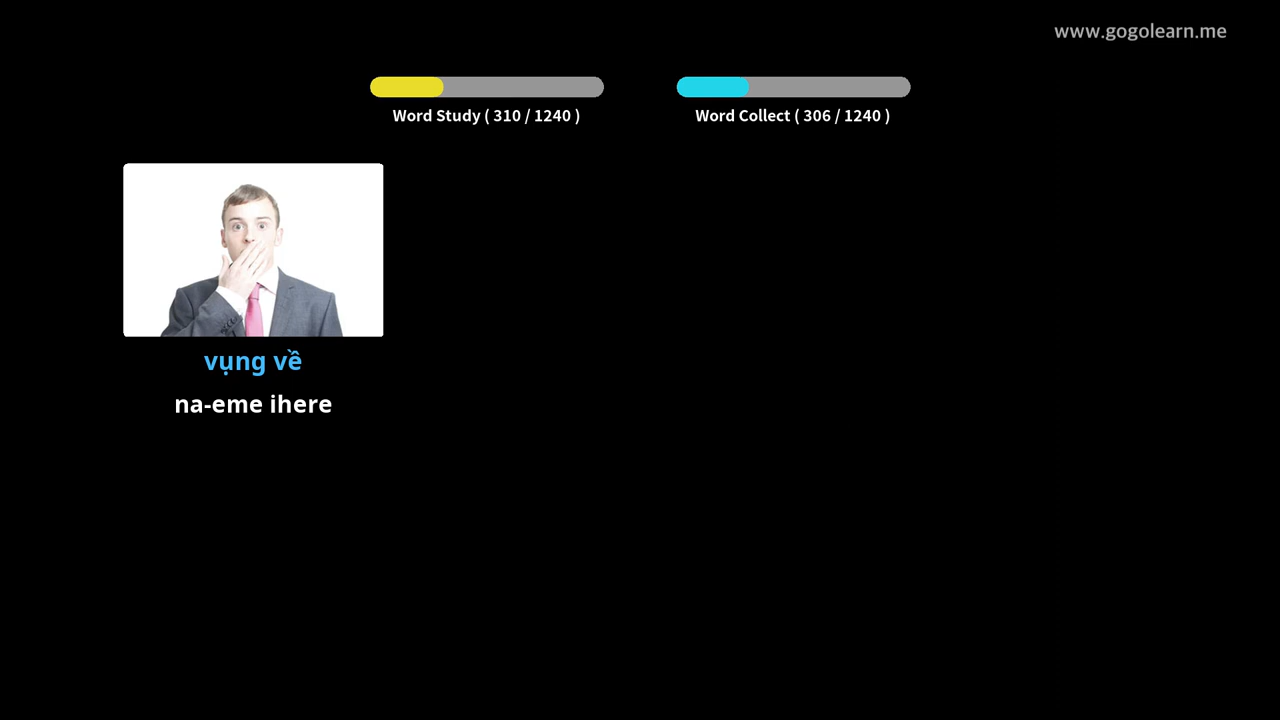 www.gogolearn.me
Word Study ( 310 / 1240 )
Word Collect ( 306 / 1240 )
vụng về
na-eme ihere